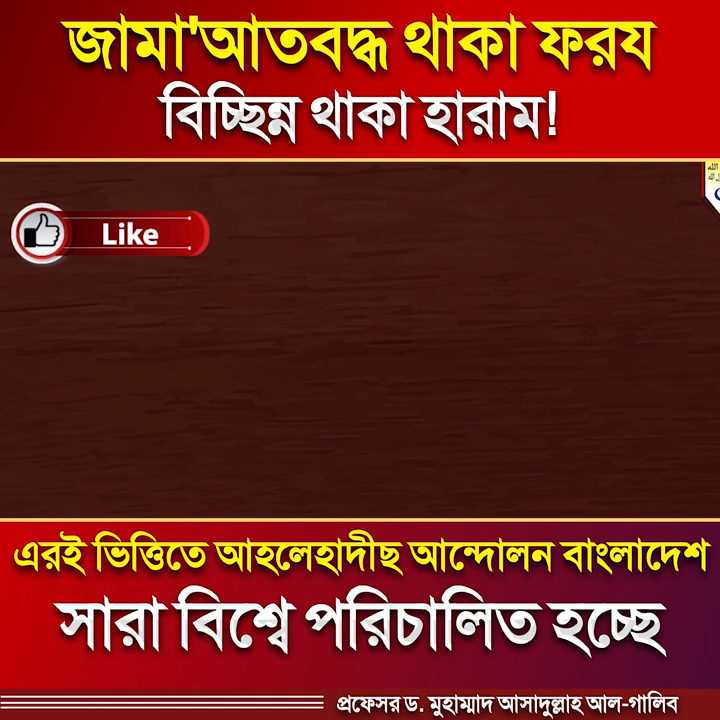 জামা'আতবদ্ধ থাকা ফরয
বিচ্ছিন্ন থাকা হারাম!
Like
এরই ভিত্তিতে আহলেহাদীছ আন্দোলন বাংলাদেশ
সারা বিশ্বে পরিচালিত হচ্ছে
প্রফেসর ড. মুহাম্মাদ আসাদুল্লাহ আল-গালিব